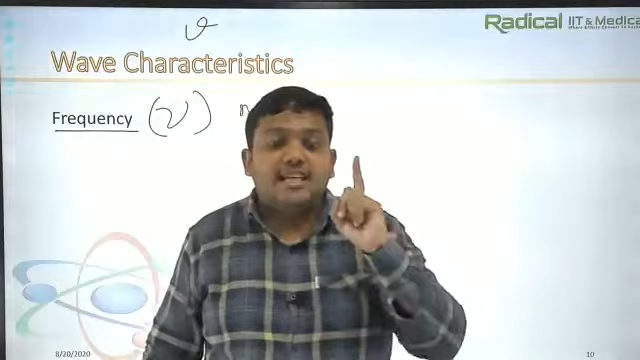 Radical IIT & Medical
Wave Characteristics
Frequency (ν)
8/20/2020
10